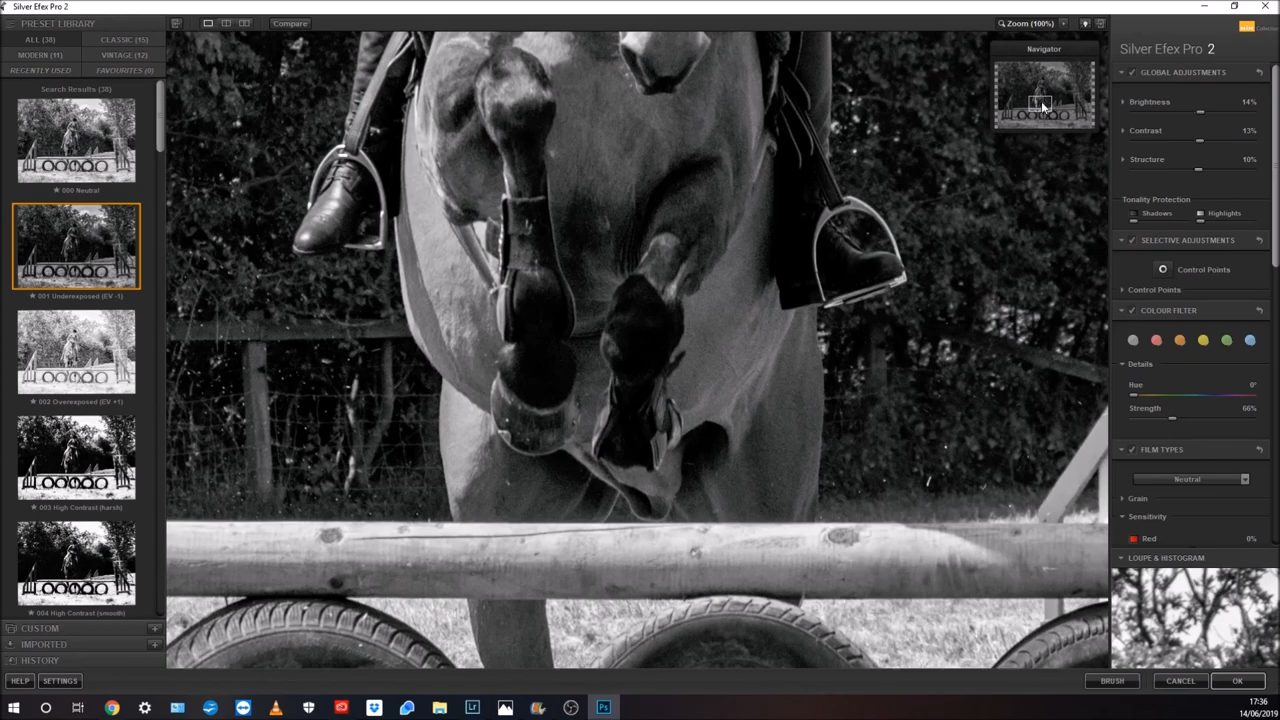 Silver Efex Pro 2
PRESET LIBRARY
ALL (38)
CLASSIC (15)
MODERN (11)
VINTAGE (12)
RECENTLY USED
FAVOURITES (0)
Search Results (38)
★ 000 Neutral
★ 001 Underexposed (EV -1)
★ 002 Overexposed (EV +1)
★ 003 High Contrast (harsh)
★ 004 High Contrast (smooth)
CUSTOM
IMPORTED
HISTORY
HELP
SETTINGS
Compare
Zoom (100%)
Navigator
Silver Efex Pro 2
GLOBAL ADJUSTMENTS
Brightness 14%
Contrast 13%
Structure 10%
Tonality Protection
Shadows
Highlights
SELECTIVE ADJUSTMENTS
Control Points
Control Points
COLOUR FILTER
Details
Hue 0°
Strength 66%
FILM TYPES
Neutral
Grain
Sensitivity
Red 0%
LOUPE & HISTOGRAM
BRUSH
CANCEL
OK
Lr
Ps
17:36
14/06/2019